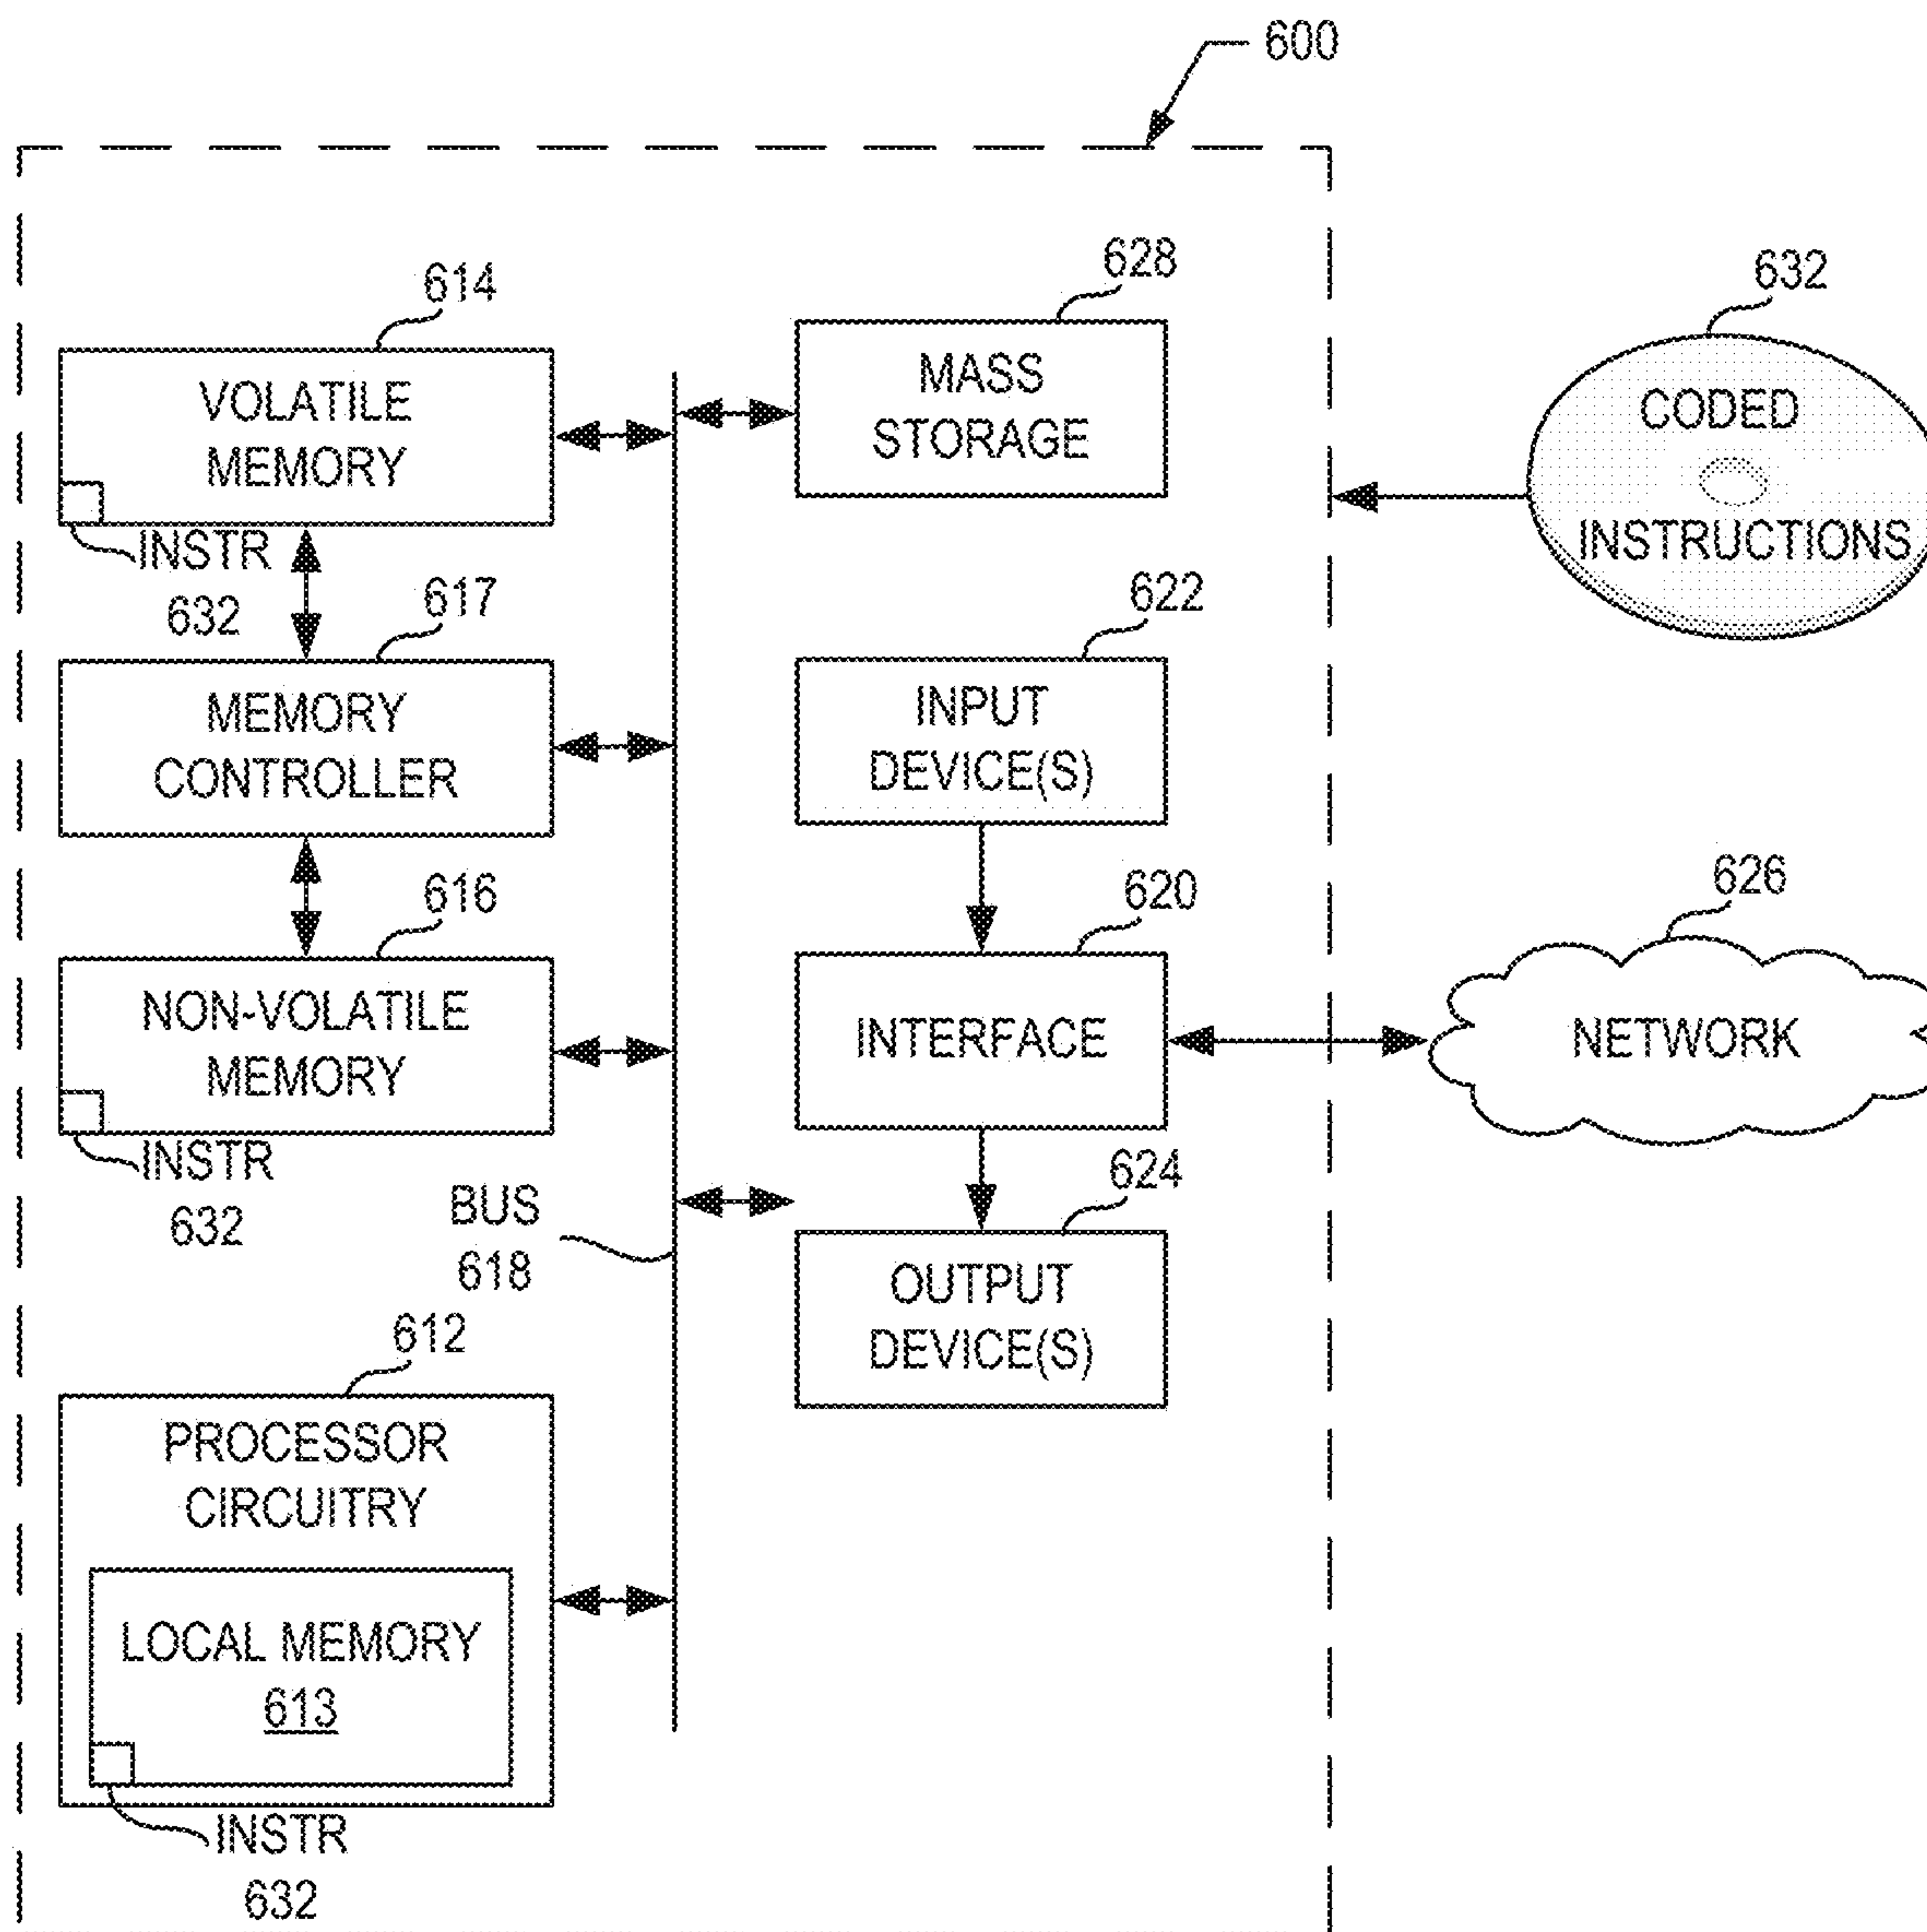 600
614
VOLATILE
MEMORY
INSTR
632
617
MEMORY
CONTROLLER
616
NON-VOLATILE
MEMORY
INSTR
632
BUS
618
612
PROCESSOR
CIRCUITRY
LOCAL MEMORY
613
INSTR
632
628
MASS
STORAGE
622
INPUT
DEVICE(S)
620
INTERFACE
624
OUTPUT
DEVICE(S)
632
CODED
INSTRUCTIONS
626
NETWORK